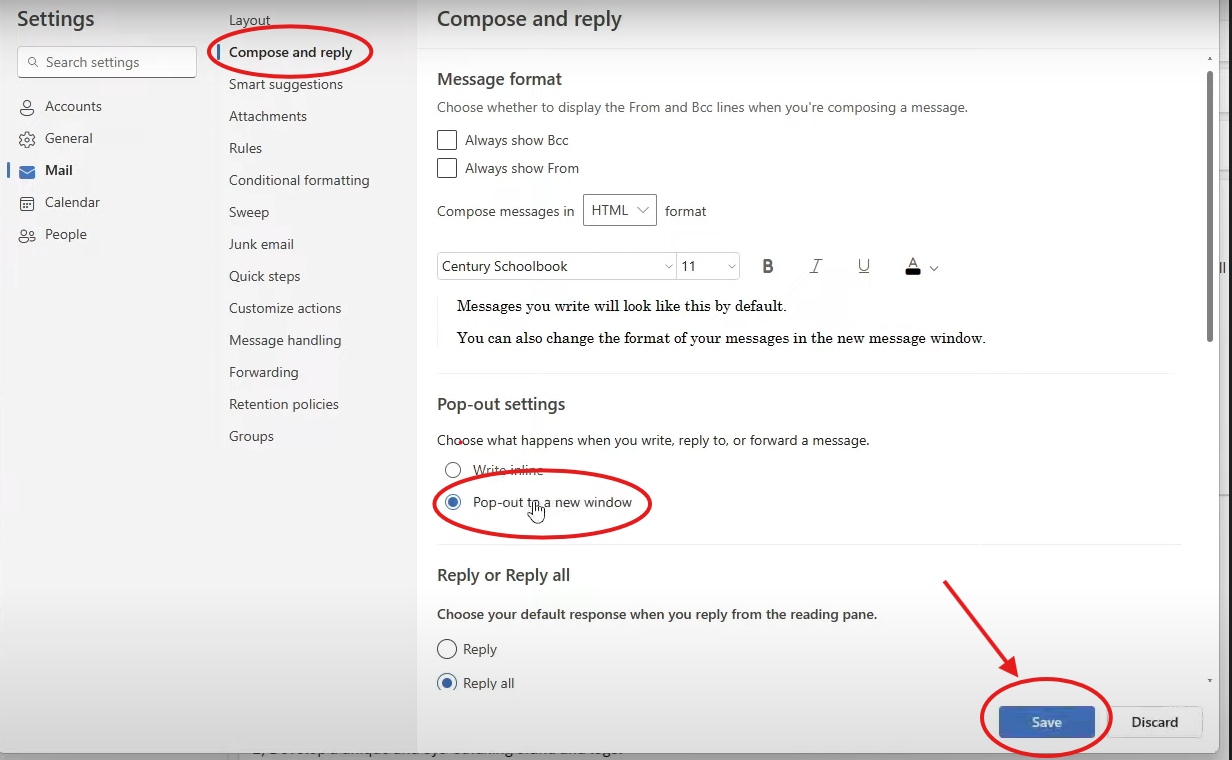 Settings
Search settings
Accounts
General
Mail
Calendar
People
Layout
Compose and reply
Smart suggestions
Attachments
Rules
Conditional formatting
Sweep
Junk email
Quick steps
Customize actions
Message handling
Forwarding
Retention policies
Groups
Compose and reply
Message format
Choose whether to display the From and Bcc lines when you're composing a message.
Always show Bcc
Always show From
Compose messages in HTML format
Century Schoolbook 11 B I U A
Messages you write will look like this by default.
You can also change the format of your messages in the new message window.
Pop-out settings
Choose what happens when you write, reply to, or forward a message.
Write inline
Pop-out to a new window
Reply or Reply all
Choose your default response when you reply from the reading pane.
Reply
Reply all
Save Discard